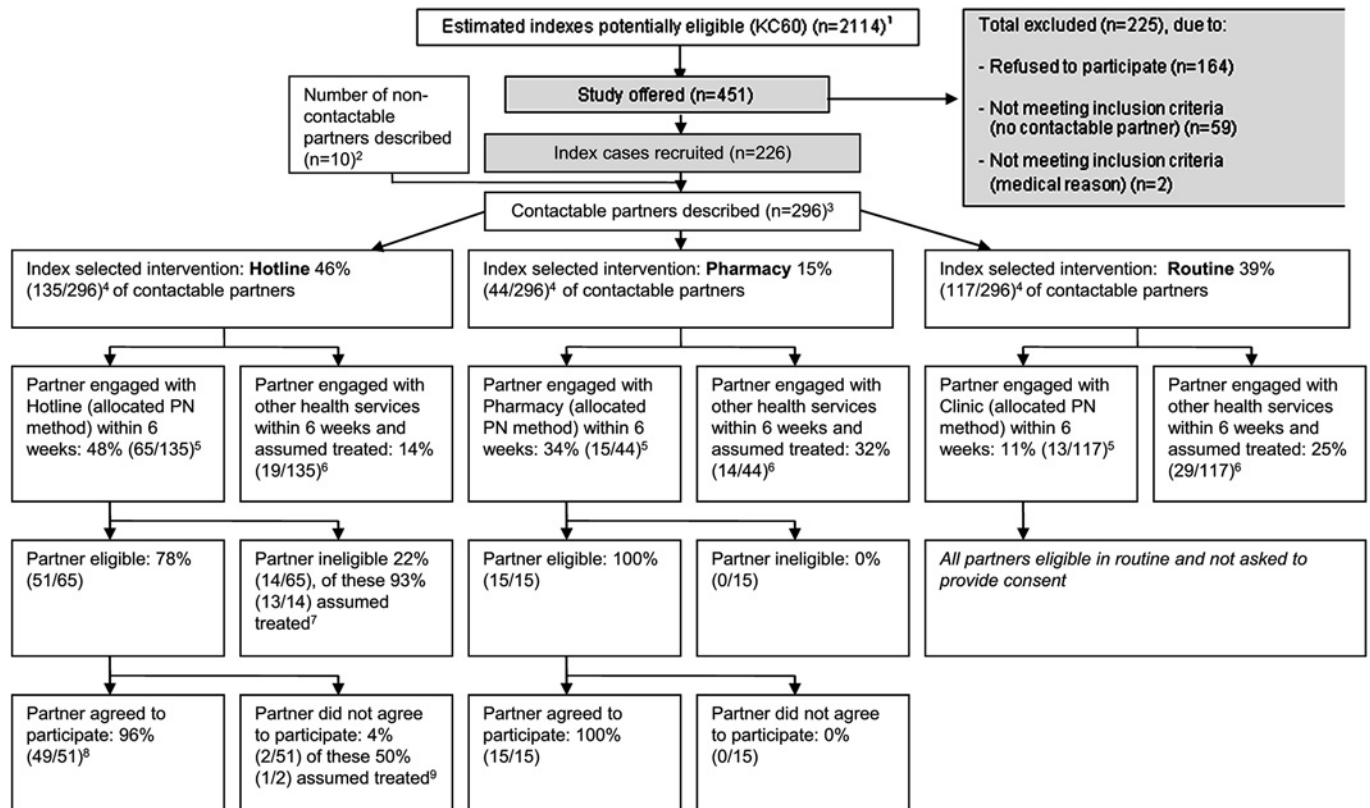 Estimated indexes potentially eligible (KC60) (n=2114)¹
Total excluded (n=225), due to:
- Refused to participate (n=164)
- Not meeting inclusion criteria
(no contactable partner) (n=59)
- Not meeting inclusion criteria
(medical reason) (n=2)
Study offered (n=451)
Number of non-
contactable
partners described
(n=10)²
Index cases recruited (n=226)
Contactable partners described (n=296)³
Index selected intervention: Hotline 46%
(135/296)⁴ of contactable partners
Index selected intervention: Pharmacy 15%
(44/296)⁴ of contactable partners
Index selected intervention: Routine 39%
(117/296)⁴ of contactable partners
Partner engaged with
Hotline (allocated PN
method) within 6
weeks: 48% (65/135)⁵
Partner engaged with
other health services
within 6 weeks and
assumed treated: 14%
(19/135)⁶
Partner engaged with
Pharmacy (allocated
PN method) within 6
weeks: 34% (15/44)⁵
Partner engaged with
other health services
within 6 weeks and
assumed treated: 32%
(14/44)⁶
Partner engaged with
Clinic (allocated PN
method) within 6
weeks: 11% (13/117)⁵
Partner engaged with
other health services
within 6 weeks and
assumed treated: 25%
(29/117)⁶
Partner eligible: 78%
(51/65)
Partner ineligible 22%
(14/65), of these 93%
(13/14) assumed
treated⁷
Partner eligible: 100%
(15/15)
Partner ineligible: 0%
(0/15)
All partners eligible in routine and not asked to
provide consent
Partner agreed to
participate: 96%
(49/51)⁸
Partner did not agree
to participate: 4%
(2/51) of these 50%
(1/2) assumed treated⁹
Partner agreed to
participate: 100%
(15/15)
Partner did not agree
to participate: 0%
(0/15)